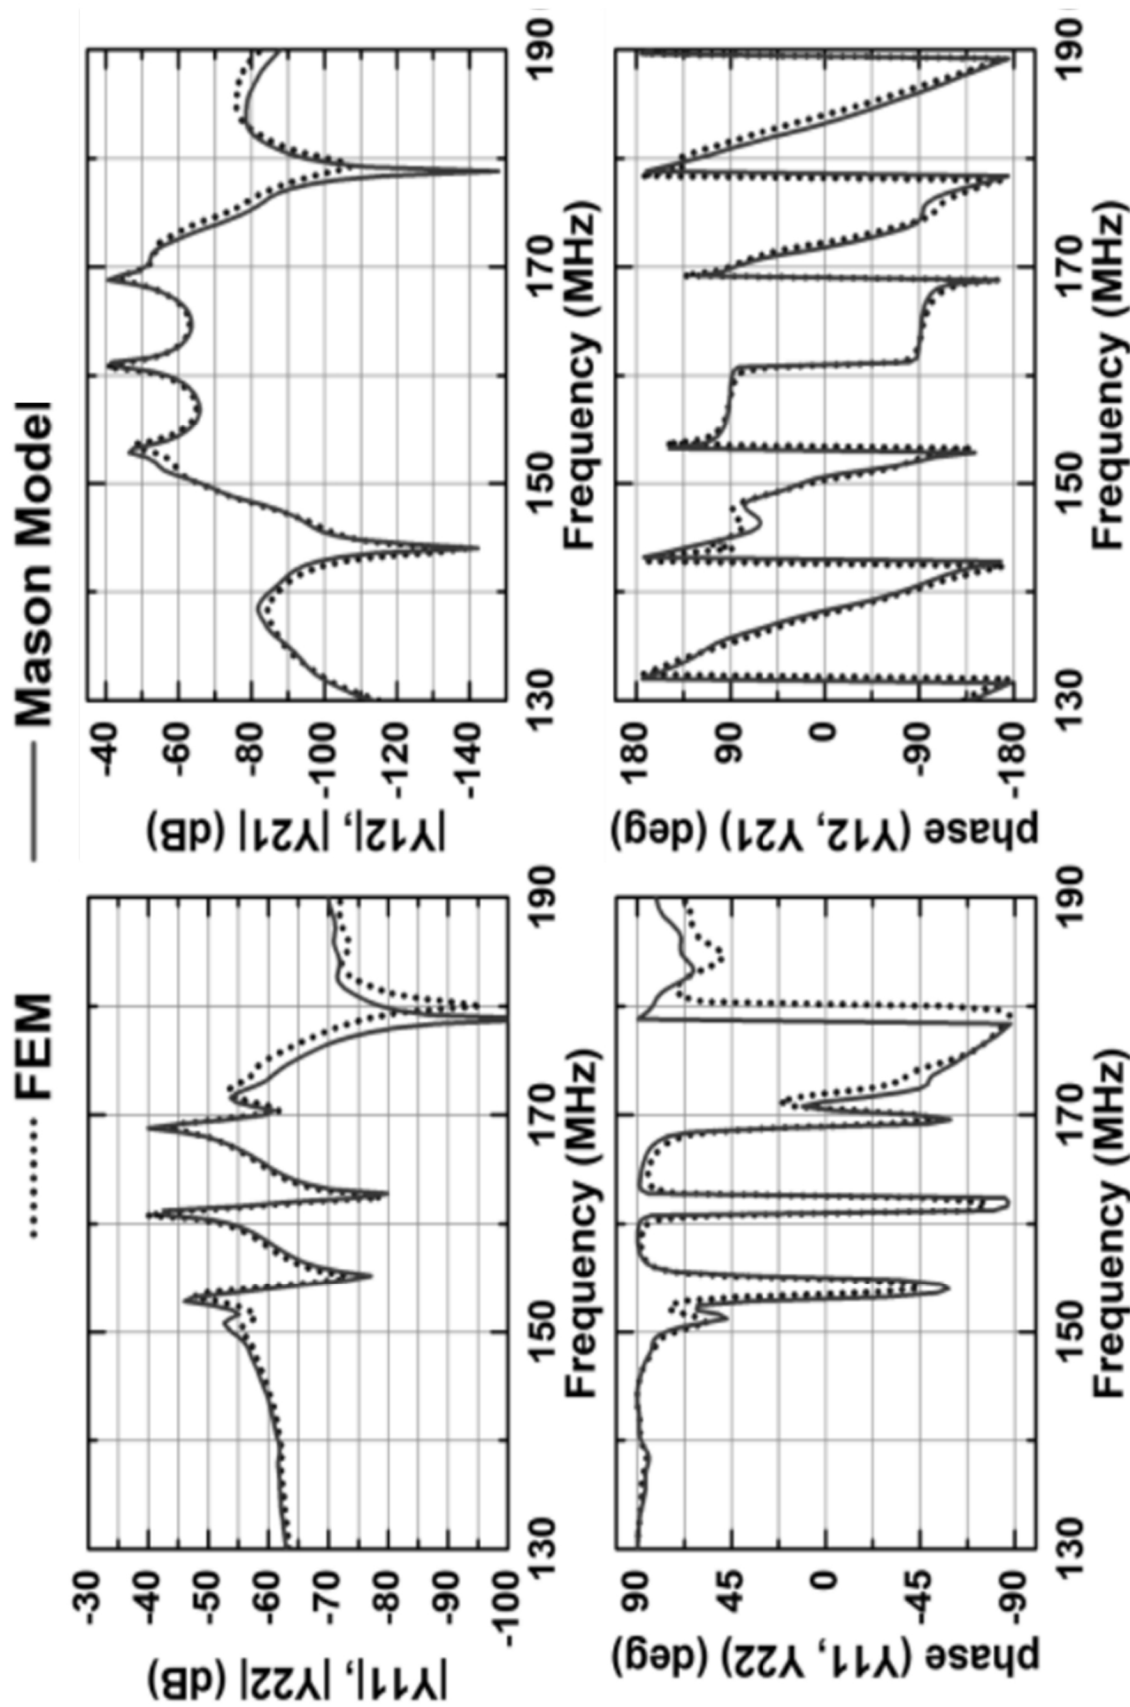 FEM Mason Model
|Y11|,|Y22| (dB)
-30
-40
-50
-60
-70
-80
-90
-100
130 150 170 190
Frequency (MHz)
|Y12|,|Y21| (dB)
-40
-60
-80
-100
-120
-140
130 150 170 190
Frequency (MHz)
phase (Y11, Y22) (deg)
90
45
0
-45
-90
130 150 170 190
Frequency (MHz)
phase (Y12, Y21) (deg)
180
90
0
-90
-180
130 150 170 190
Frequency (MHz)